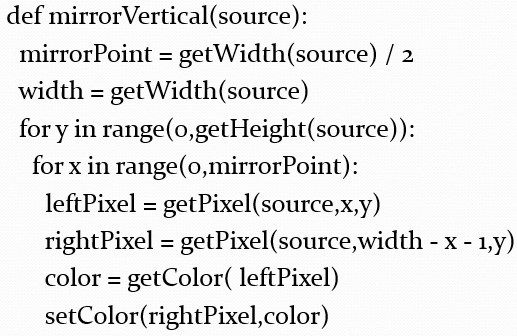 def mirrorVertical(source):
mirrorPoint = getWidth(source) / 2
width = getWidth(source)
for y in range(0,getHeight(source)):
for x in range(0,mirrorPoint):
leftPixel = getPixel(source,x,y)
rightPixel = getPixel(source,width - x - 1,y)
color = getColor( leftPixel)
setColor(rightPixel,color)